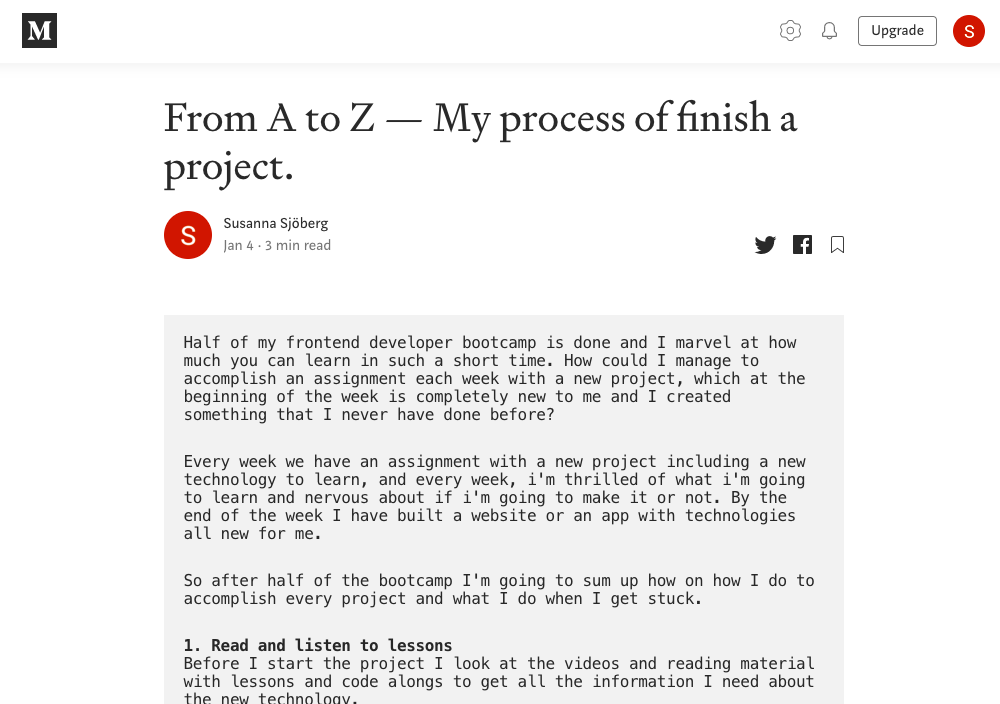 M
Upgrade
S
From A to Z — My process of finish a
project.
S
Susanna Sjöberg
Jan 4 · 3 min read
Half of my frontend developer bootcamp is done and I marvel at how
much you can learn in such a short time. How could I manage to
accomplish an assignment each week with a new project, which at the
beginning of the week is completely new to me and I created
something that I never have done before?
Every week we have an assignment with a new project including a new
technology to learn, and every week, i'm thrilled of what i'm going
to learn and nervous about if i'm going to make it or not. By the
end of the week I have built a website or an app with technologies
all new for me.
So after half of the bootcamp I'm going to sum up how on how I do to
accomplish every project and what I do when I get stuck.
1. Read and listen to lessons
Before I start the project I look at the videos and reading material
with lessons and code alongs to get all the information I need about
the new technology.